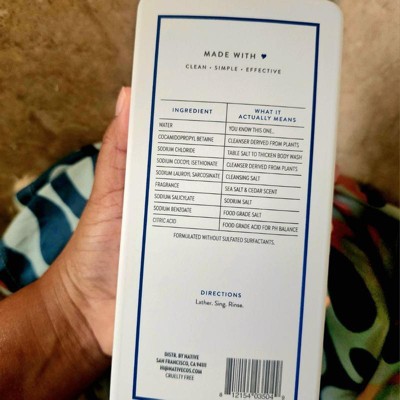 MADE WITH ♥
CLEAN • SIMPLE • EFFECTIVE
INGREDIENT WHAT IT ACTUALLY MEANS
WATER YOU KNOW THIS ONE...
COCAMIDOPROPYL BETAINE CLEANSER DERIVED FROM PLANTS
SODIUM CHLORIDE TABLE SALT TO THICKEN BODY WASH
SODIUM COCOYL ISETHIONATE CLEANSER DERIVED FROM PLANTS
SODIUM LAUROYL SARCOSINATE CLEANSING SALT
FRAGRANCE SEA SALT & CEDAR SCENT
SODIUM SALICYLATE SODIUM SALT
SODIUM BENZOATE FOOD GRADE SALT
CITRIC ACID FOOD GRADE ACID FOR PH BALANCE
FORMULATED WITHOUT SULFATED SURFACTANTS.
DIRECTIONS
Lather. Sing. Rinse.
DISTR. BY NATIVE
SAN FRANCISCO, CA
CRUELTY FREE
12154 03504